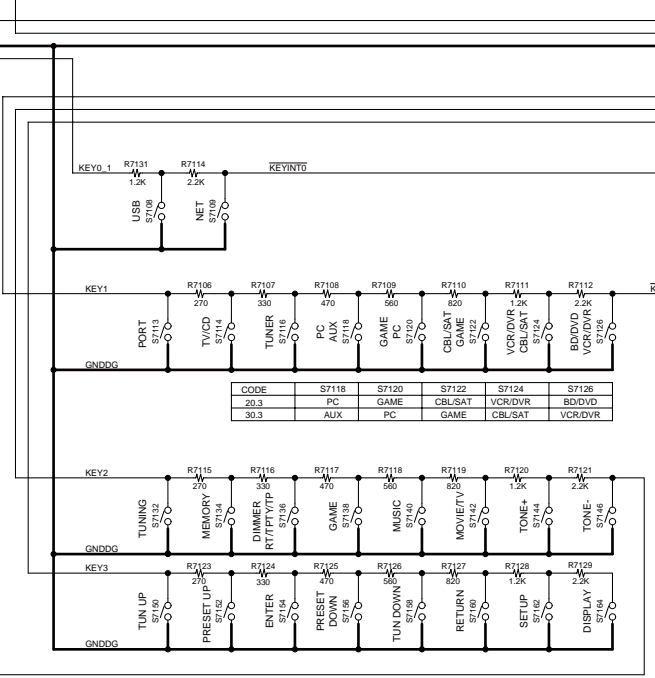 KEY0_1 R7131 1.2K R7114 2.2K KEYINT0
USB S7108 NET S7109
KEY1 R7106 270 R7107 330 R7108 470 R7109 560 R7110 820 R7111 1.2K R7112 2.2K
PORT S7113
TV/CD S7114
TUNER S7116
PC AUX S7118
GAME PC S7120
CBL/SAT GAME S7122
VCR/DVR CBL/SAT S7124
BD/DVD VCR/DVR S7126
GNDDG
CODE S7118 S7120 S7122 S7124 S7126
20.3 PC GAME CBL/SAT VCR/DVR BD/DVD
30.3 AUX PC GAME CBL/SAT VCR/DVR
KEY2 R7115 270 R7116 330 R7117 470 R7118 560 R7119 820 R7120 1.2K R7121 2.2K
TUNING S7132
MEMORY S7134
DIMMER RT/TPTY/TP S7136
GAME S7138
MUSIC S7140
MOVIE/TV S7142
TONE+ S7144
TONE- S7146
GNDDG
KEY3 R7123 270 R7124 330 R7125 470 R7126 560 R7127 820 R7128 1.2K R7129 2.2K
TUN UP S7150
PRESET UP S7152
ENTER S7154
PRESET DOWN S7156
TUN DOWN S7158
RETURN S7160
SETUP S7162
DISPLAY S7164
GNDDG